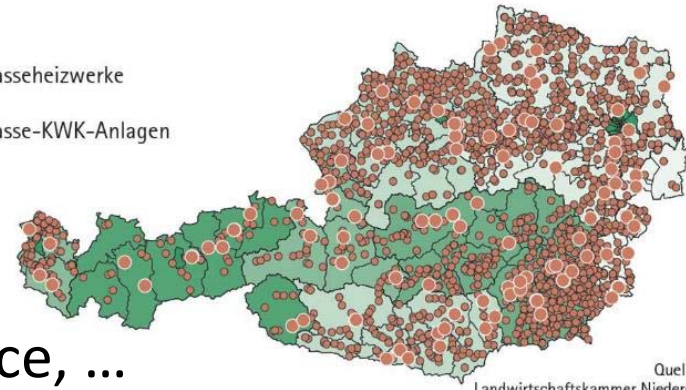 asseheizwerke
asse-KWK-Anlagen
ce, ...
Quel
Landwirtschaftskammer Nieder